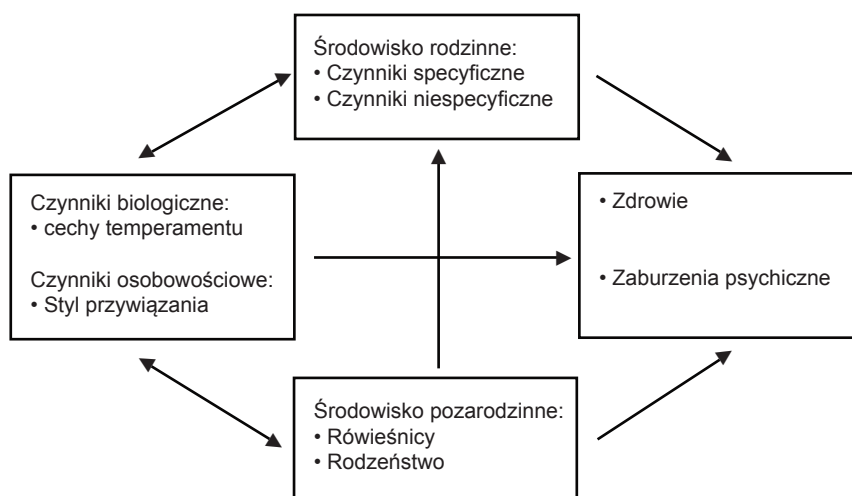 Środowisko rodzinne:
• Czynniki specyficzne
• Czynniki niespecyficzne
Czynniki biologiczne:
• cechy temperamentu
Czynniki osobowościowe:
• Styl przywiązania
• Zdrowie
• Zaburzenia psychiczne
Środowisko pozarodzinne:
• Rówieśnicy
• Rodzeństwo